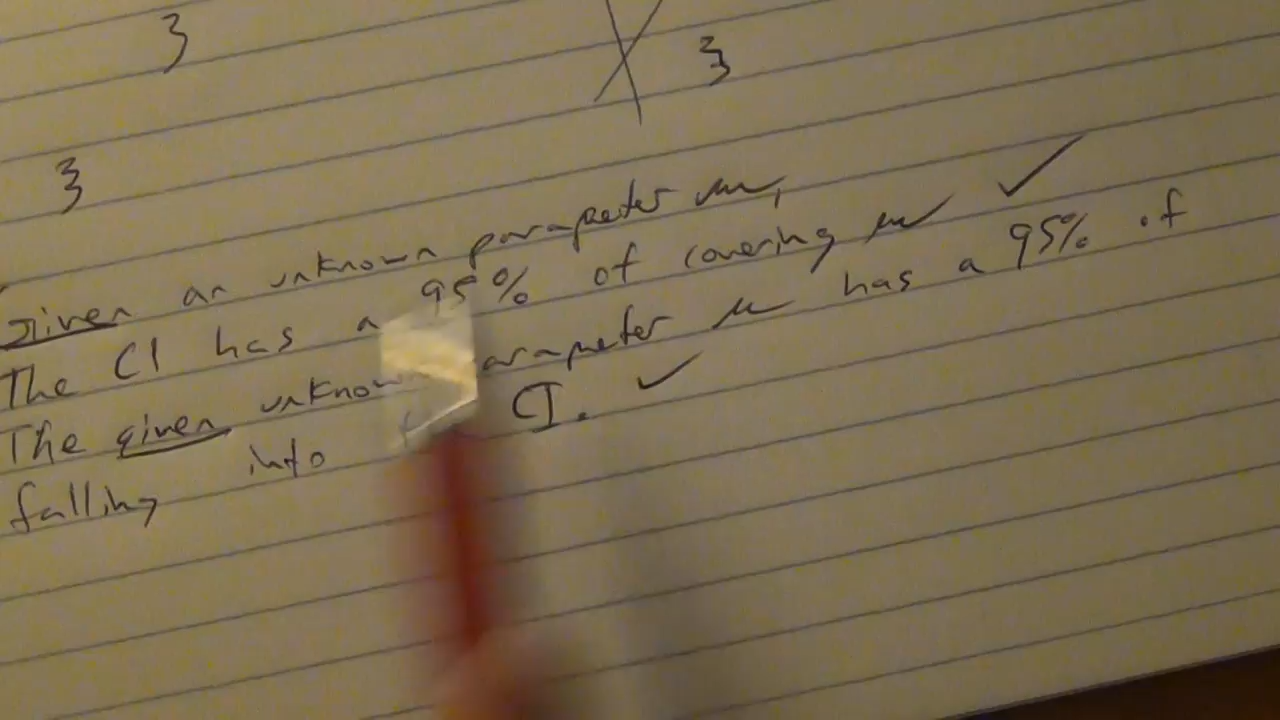 3
3
3
given an unknown parameter μ,
The CI has a 95% of covering μ ✓
The given unknown parameter μ has a 95% of
falling into CI. ✓